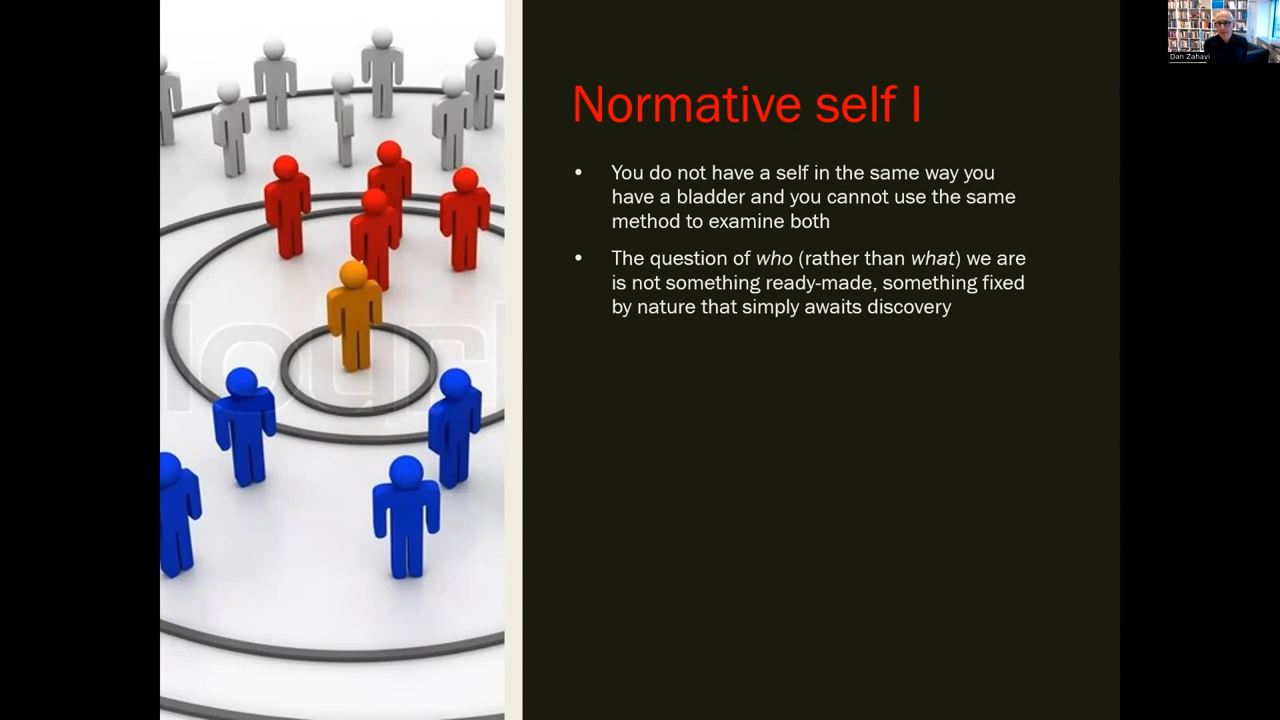 Normative self I
• You do not have a self in the same way you
have a bladder and you cannot use the same
method to examine both
• The question of who (rather than what) we are
is not something ready-made, something fixed
by nature that simply awaits discovery
Dan Zahavi